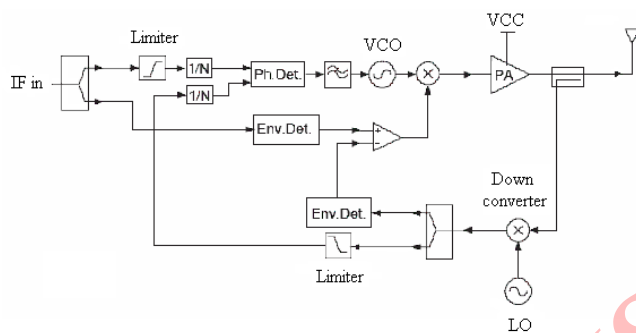 VCC
Limiter
VCO
1/N
Ph.Det.
PA
IF in
1/N
Env.Det.
+
-
Down
converter
Env.Det.
Limiter
LO